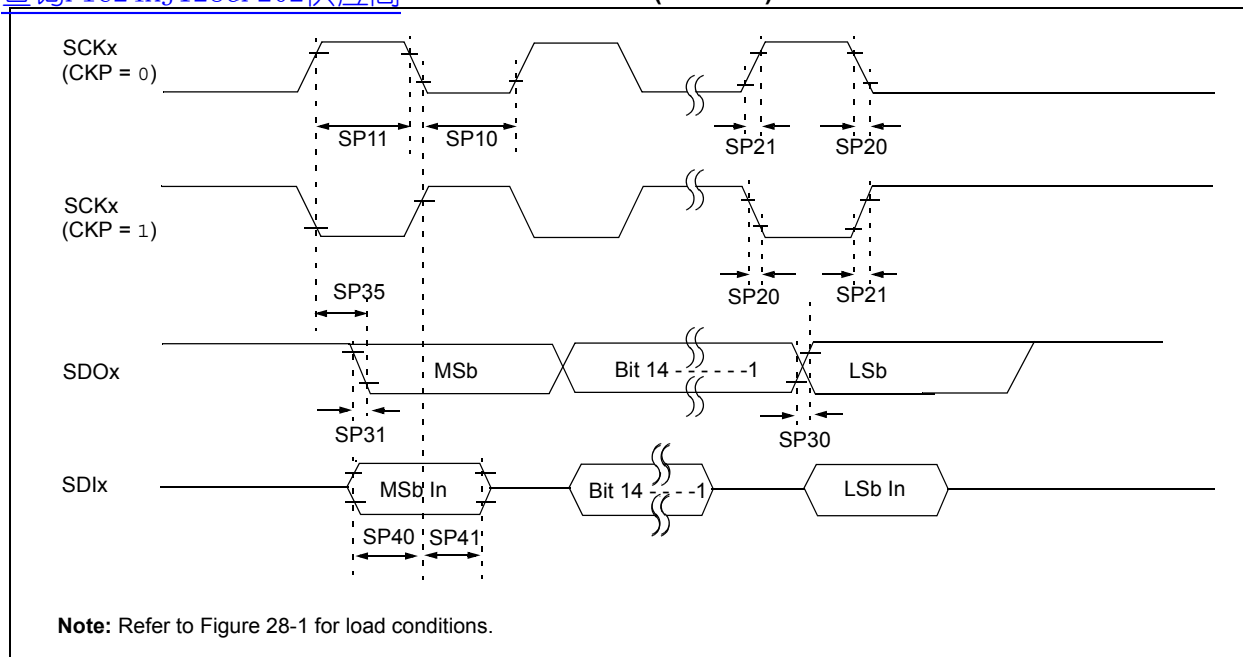 SCKx
(CKP = 0)
SP11
SP10
SP21
SP20
SCKx
(CKP = 1)
SP35
SP20
SP21
SDOx
MSb
Bit 14 - - - - - -1
LSb
SP31
SP30
SDIx
MSb In
Bit 14 - - - - -1
LSb In
SP40
SP41
Note: Refer to Figure 28-1 for load conditions.